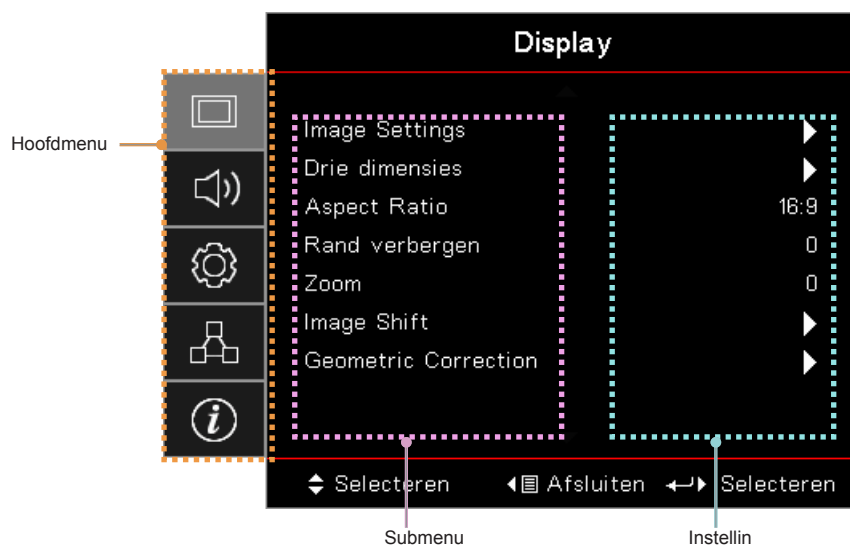 Display
Hoofdmenu
Image Settings
Drie dimensies
Aspect Ratio 16:9
Rand verbergen 0
Zoom 0
Image Shift
Geometric Correction
i
Selecteren Afsluiten Selecteren
Submenu Instellin